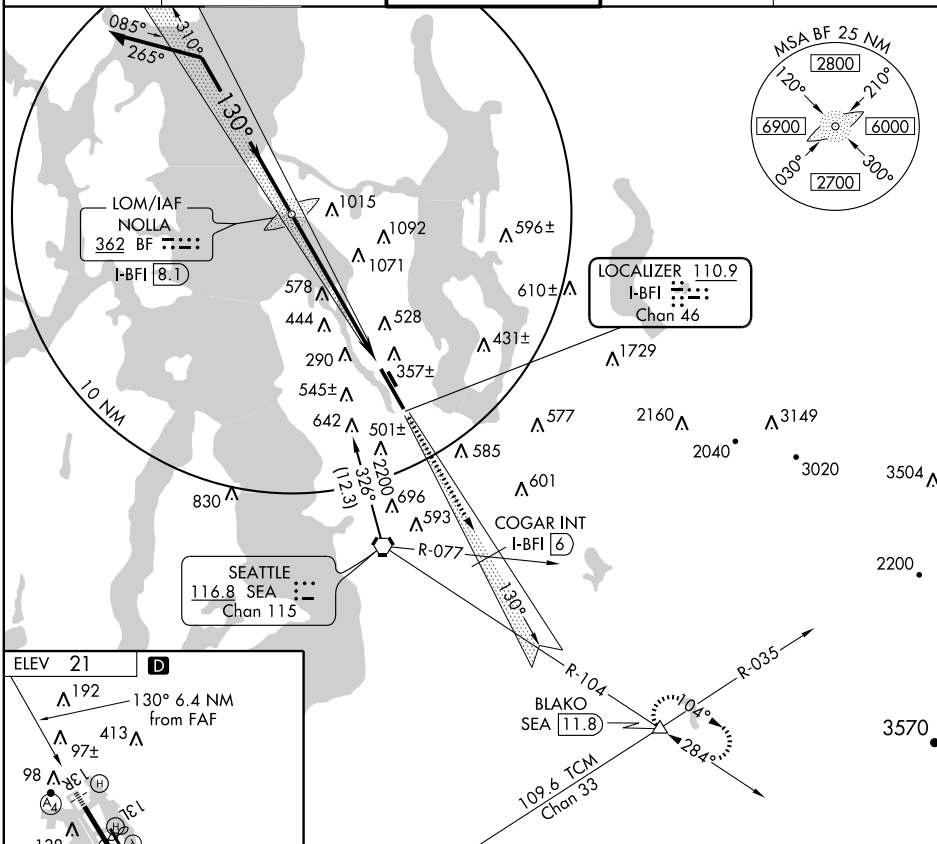 085°
265°
310°
130°
MSA BF 25 NM
2800
120°
210°
6900
6000
030°
300°
2700
LOM/IAF
NOLLA
362 BF
I-BFI 8.1
1015
1092
1071
596±
578
610±
LOCALIZER 110.9
I-BFI
Chan 46
444
528
290
431±
357±
1729
545±
10 NM
642
501±
577
2160
3149
2040
585
3020
2200
326°
(12.3)
830
696
601
3504
593
COGAR INT
I-BFI 6
R-077
SEATTLE
116.8 SEA
Chan 115
130°
2200
R-104
R-035
BLAKO
SEA 11.8
104°
284°
3570
109.6 TCM
Chan 33
ELEV 21
D
192
130° 6.4 NM
from FAF
413
97±
98
13R
H
A4
13L
H
A